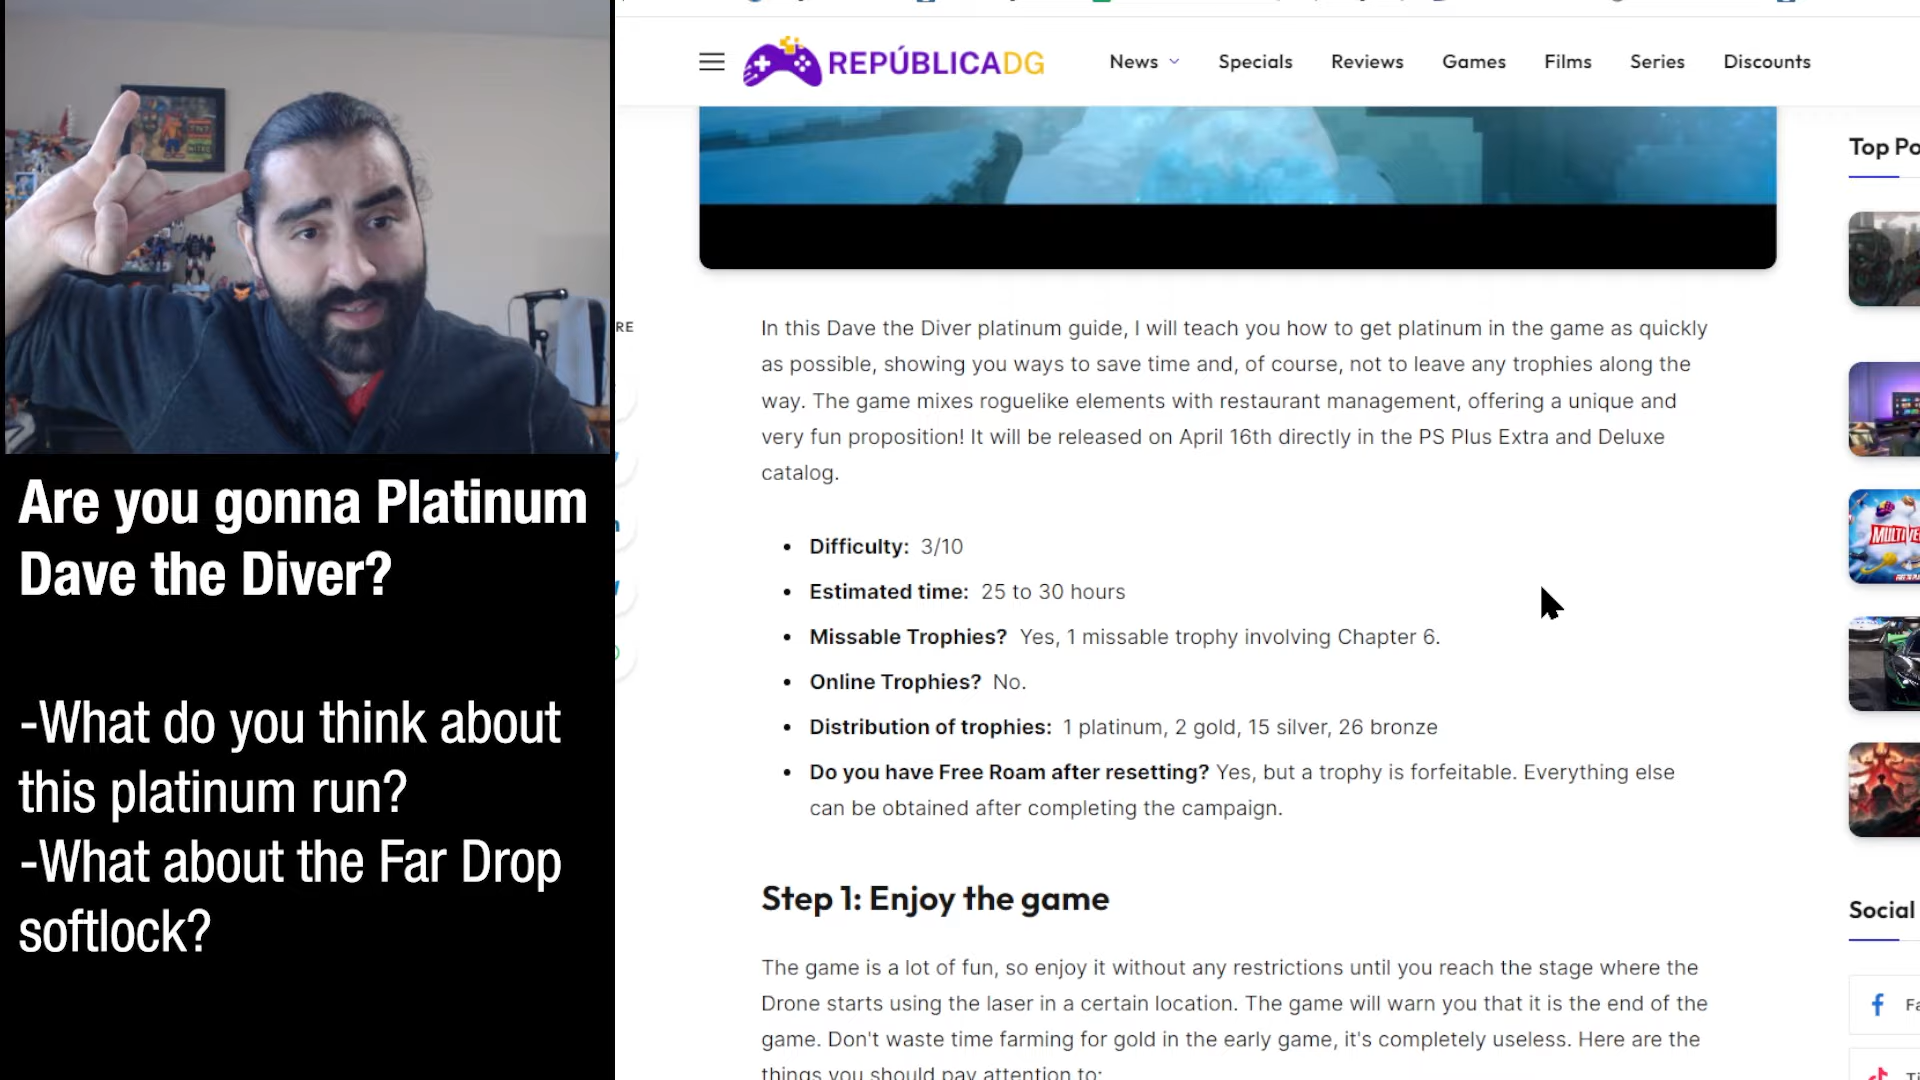 REPÚBLICADG
News
Specials
Reviews
Games
Films
Series
Discounts
TNT
NITRO
RE
In this Dave the Diver platinum guide, I will teach you how to get platinum in the game as quickly
as possible, showing you ways to save time and, of course, not to leave any trophies along the
way. The game mixes roguelike elements with restaurant management, offering a unique and
very fun proposition! It will be released on April 16th directly in the PS Plus Extra and Deluxe
catalog.
• Difficulty: 3/10
• Estimated time: 25 to 30 hours
• Missable Trophies? Yes, 1 missable trophy involving Chapter 6.
• Online Trophies? No.
• Distribution of trophies: 1 platinum, 2 gold, 15 silver, 26 bronze
• Do you have Free Roam after resetting? Yes, but a trophy is forfeitable. Everything else
can be obtained after completing the campaign.
Step 1: Enjoy the game
The game is a lot of fun, so enjoy it without any restrictions until you reach the stage where the
Drone starts using the laser in a certain location. The game will warn you that it is the end of the
game. Don't waste time farming for gold in the early game, it's completely useless. Here are the
things you should pay attention to:
Top Po
MULTIVE
Social
Fa
Are you gonna Platinum
Dave the Diver?
-What do you think about
this platinum run?
-What about the Far Drop
softlock?